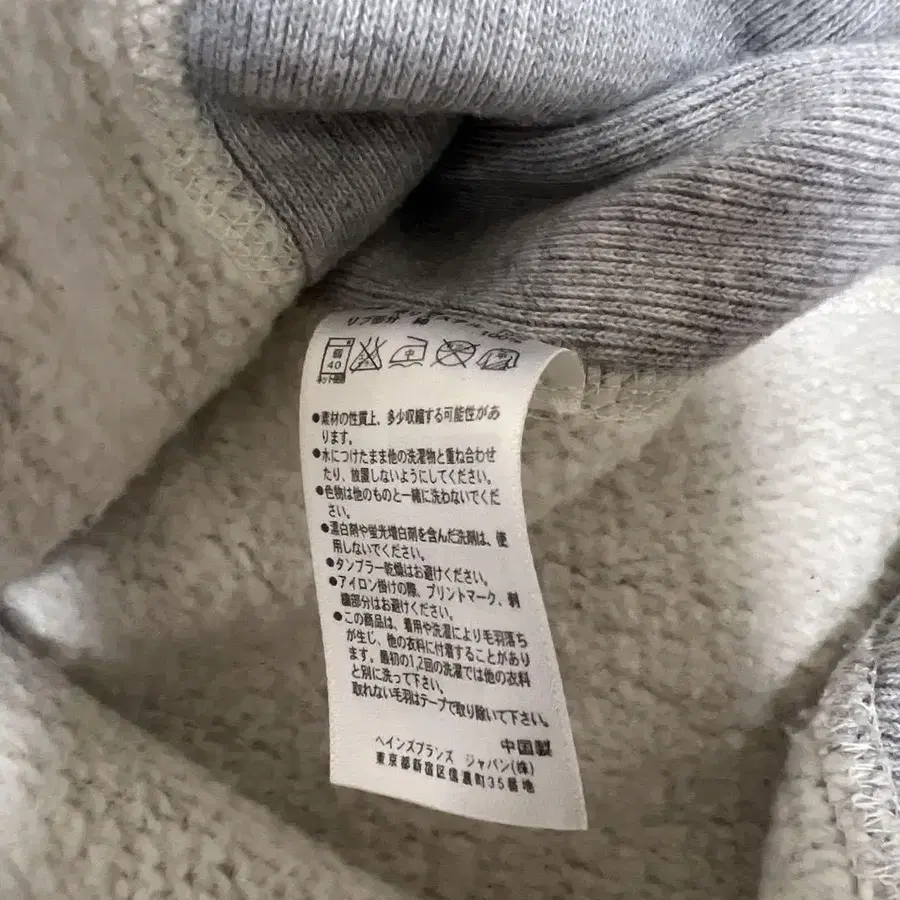 リブ部分 綿
弱
40
ネット使用
中
●素材の性質上、多少収縮する可能性があ
ります。
●水につけたまま他の洗濯物と重ね合わせ
たり、放置しないようにしてください。
●色物は他のものと一緒に洗わないでくだ
さい。
●漂白剤や蛍光増白剤を含んだ洗剤は、使
用しないでください。
●タンブラー乾燥はお避けください。
●アイロン掛けの際、プリントマーク、刺
繍部分はお避けください。
●この商品は、着用や洗濯により毛羽落ち
が生じ、他の衣料に付着することがあり
ます。最初の1,2回の洗濯では他の衣料
と別に洗って下さい。
取れない毛羽はテープで取り除いて下さい。
中国製
ヘインズブランズ ジャパン(株)
東京都新宿区信濃町35番地